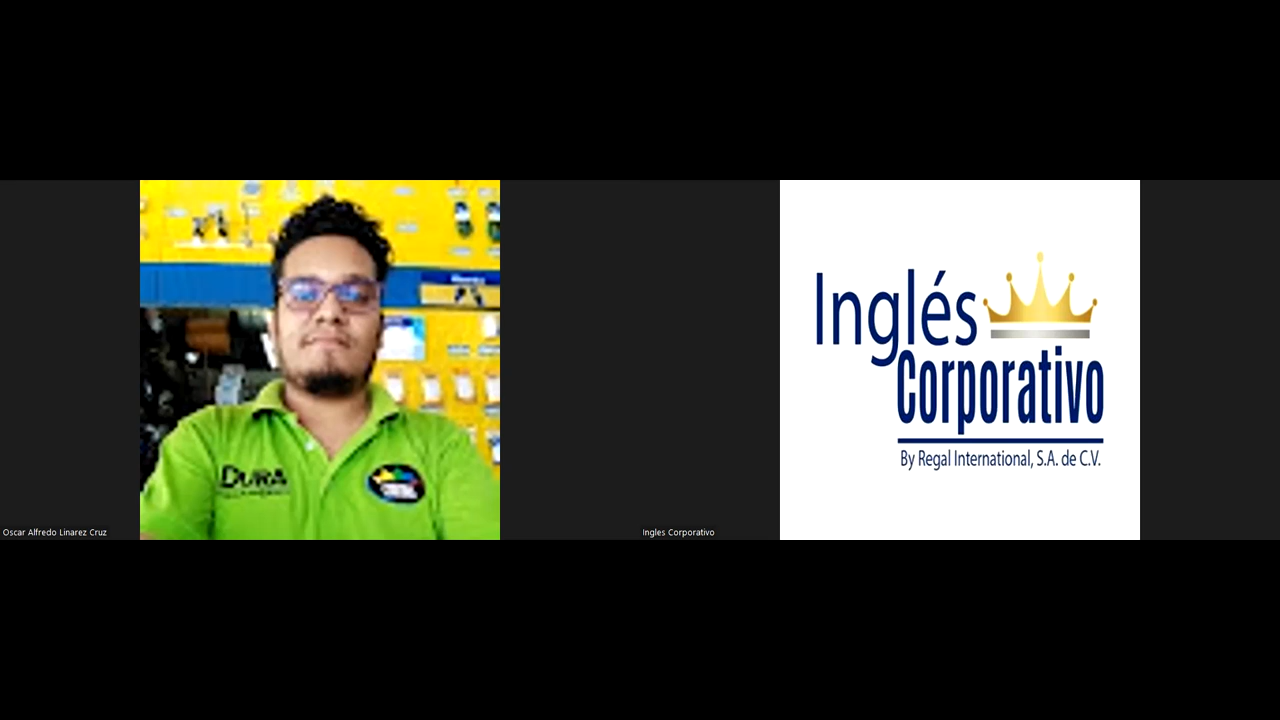 DURA
Oscar Alfredo Linarez Cruz
Inglés
Corporativo
By Regal International, S.A. de C.V.
Ingles Corporativo